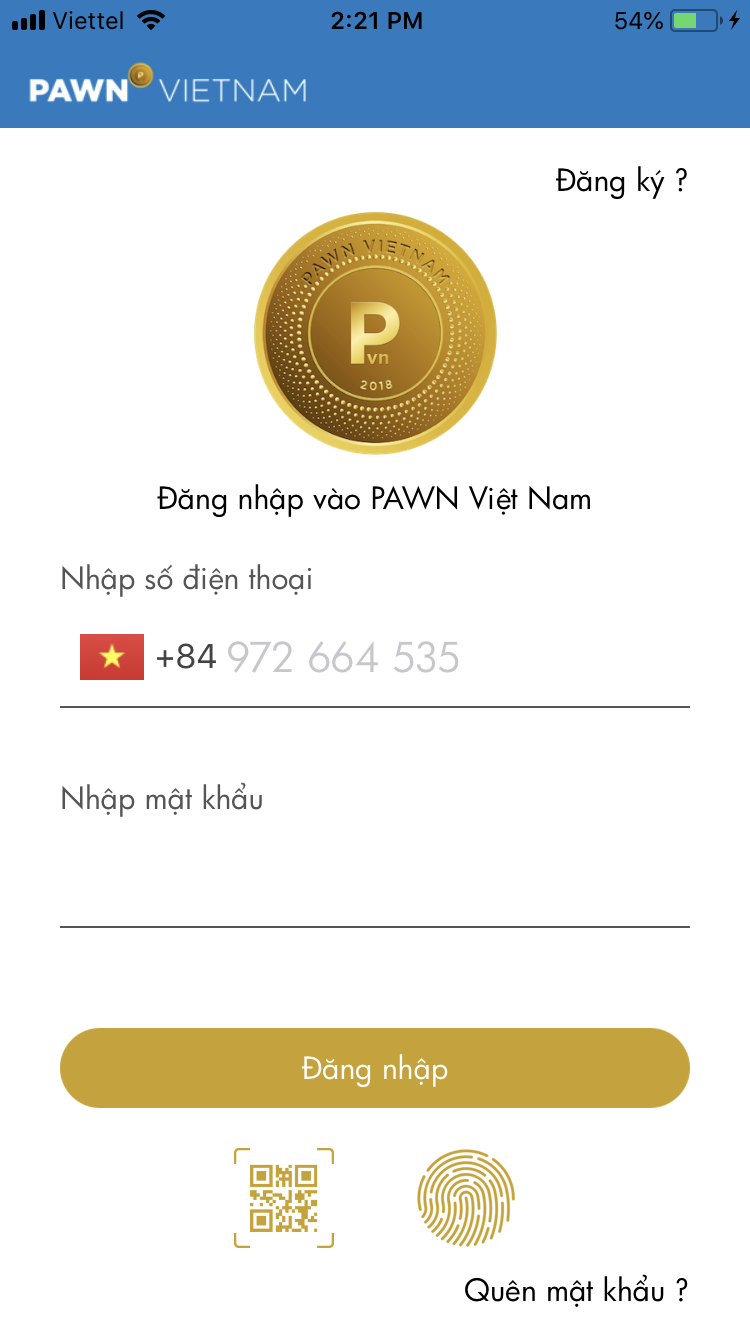 Viettel 2:21 PM 54%
PAWN P VIETNAM
Đăng ký ?
PAWN VIETNAM
P
vn
2018
Đăng nhập vào PAWN Việt Nam
Nhập số điện thoại
+84 972 664 535
Nhập mật khẩu
Đăng nhập
Quên mật khẩu ?